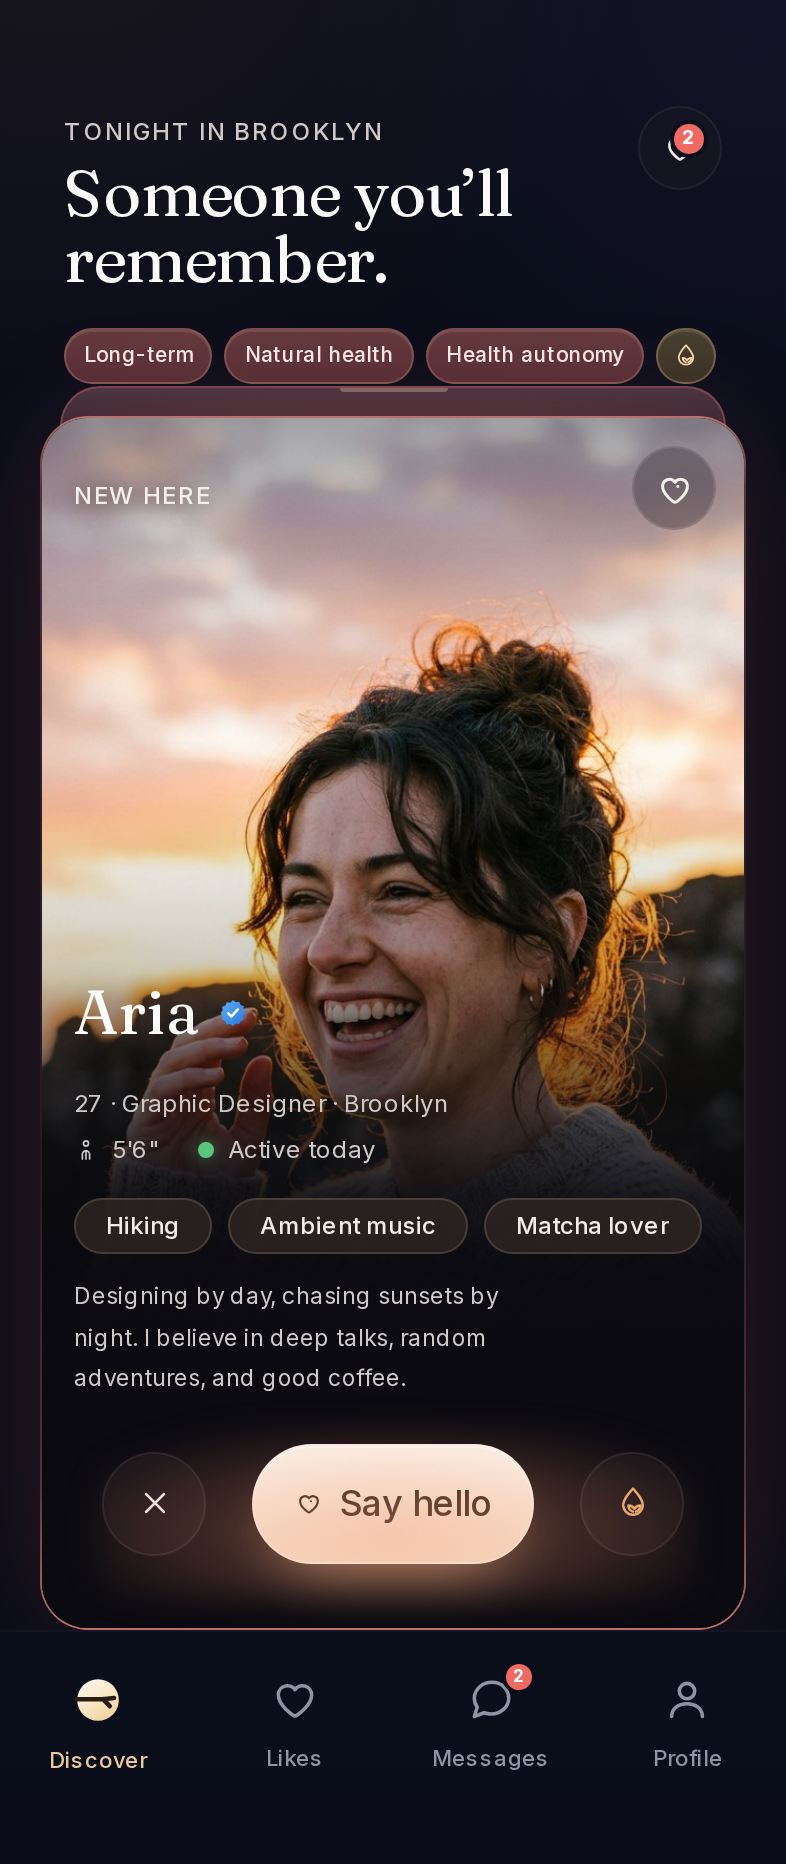 TONIGHT IN BROOKLYN
2
Someone you’ll
remember.
Long-term
Natural health
Health autonomy
NEW HERE
Aria
27 · Graphic Designer · Brooklyn
5'6" Active today
Hiking
Ambient music
Matcha lover
Designing by day, chasing sunsets by
night. I believe in deep talks, random
adventures, and good coffee.
Say hello
2
Discover
Likes
Messages
Profile